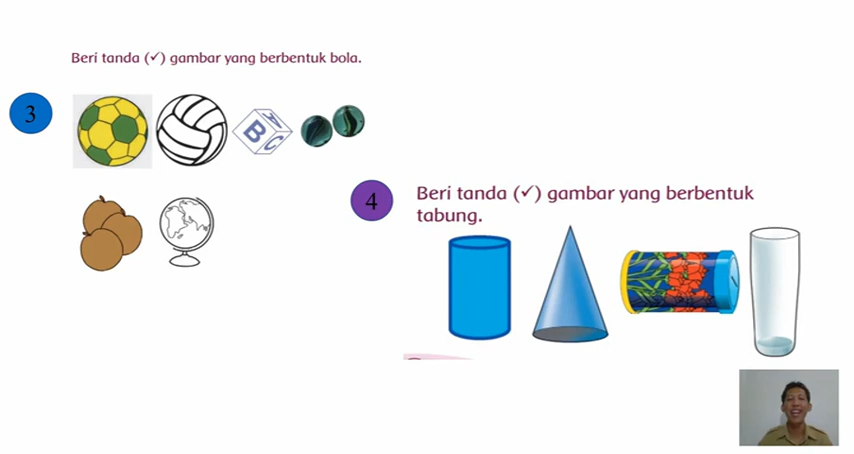 Beri tanda (✓) gambar yang berbentuk bola.
3
B
A
C
4
Beri tanda (✓) gambar yang berbentuk
tabung.